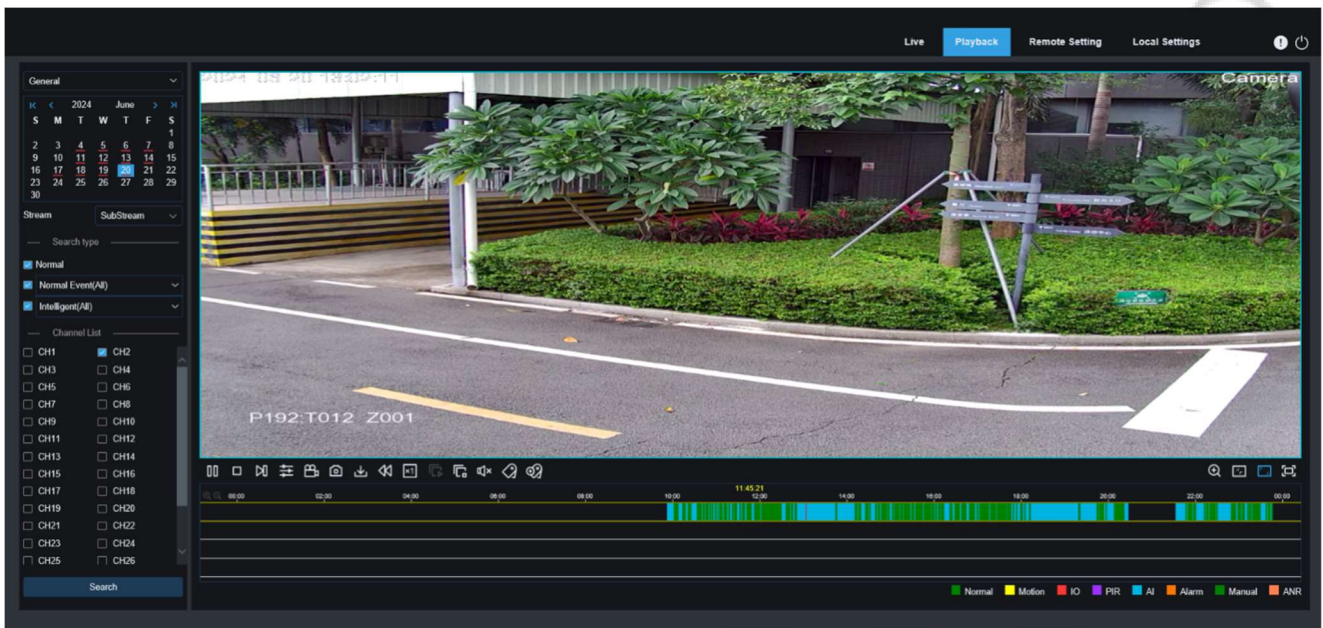 Live Playback Remote Setting Local Settings
General
2024 June
S M T W T F S
1
2 3 4 5 6 7 8
9 10 11 12 13 14 15
16 17 18 19 20 21 22
23 24 25 26 27 28 29
30
Stream SubStream
Search type
Normal
Normal Event(All)
Intelligent(All)
Channel List
CH1 CH2
CH3 CH4
CH5 CH6
CH7 CH8
CH9 CH10
CH11 CH12
CH13 CH14
CH15 CH16
CH17 CH18
CH19 CH20
CH21 CH22
CH23 CH24
CH25 CH26
Search
Camera
P192:T012 Z001
×1
11:45:21
00:00 02:00 04:00 06:00 08:00 10:00 12:00 14:00 16:00 18:00 20:00 22:00 00:00
Normal Motion IO PIR AI Alarm Manual ANR